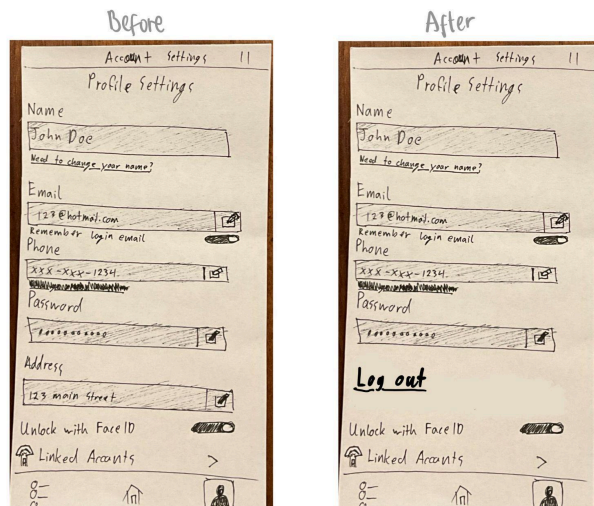 Before
Account Settings
Profile Settings
Name
John Doe
Need to change your name?
Email
123@hotmail.com
Remember login email
Phone
xxx-xxx-1234
Password
Address
123 main street
Unlock with Face ID
Linked Accounts
After
Account Settings
Profile Settings
Name
John Doe
Need to change your name?
Email
123@hotmail.com
Remember login email
Phone
xxx-xxx-1234
Password
Log out
Unlock with Face ID
Linked Accounts